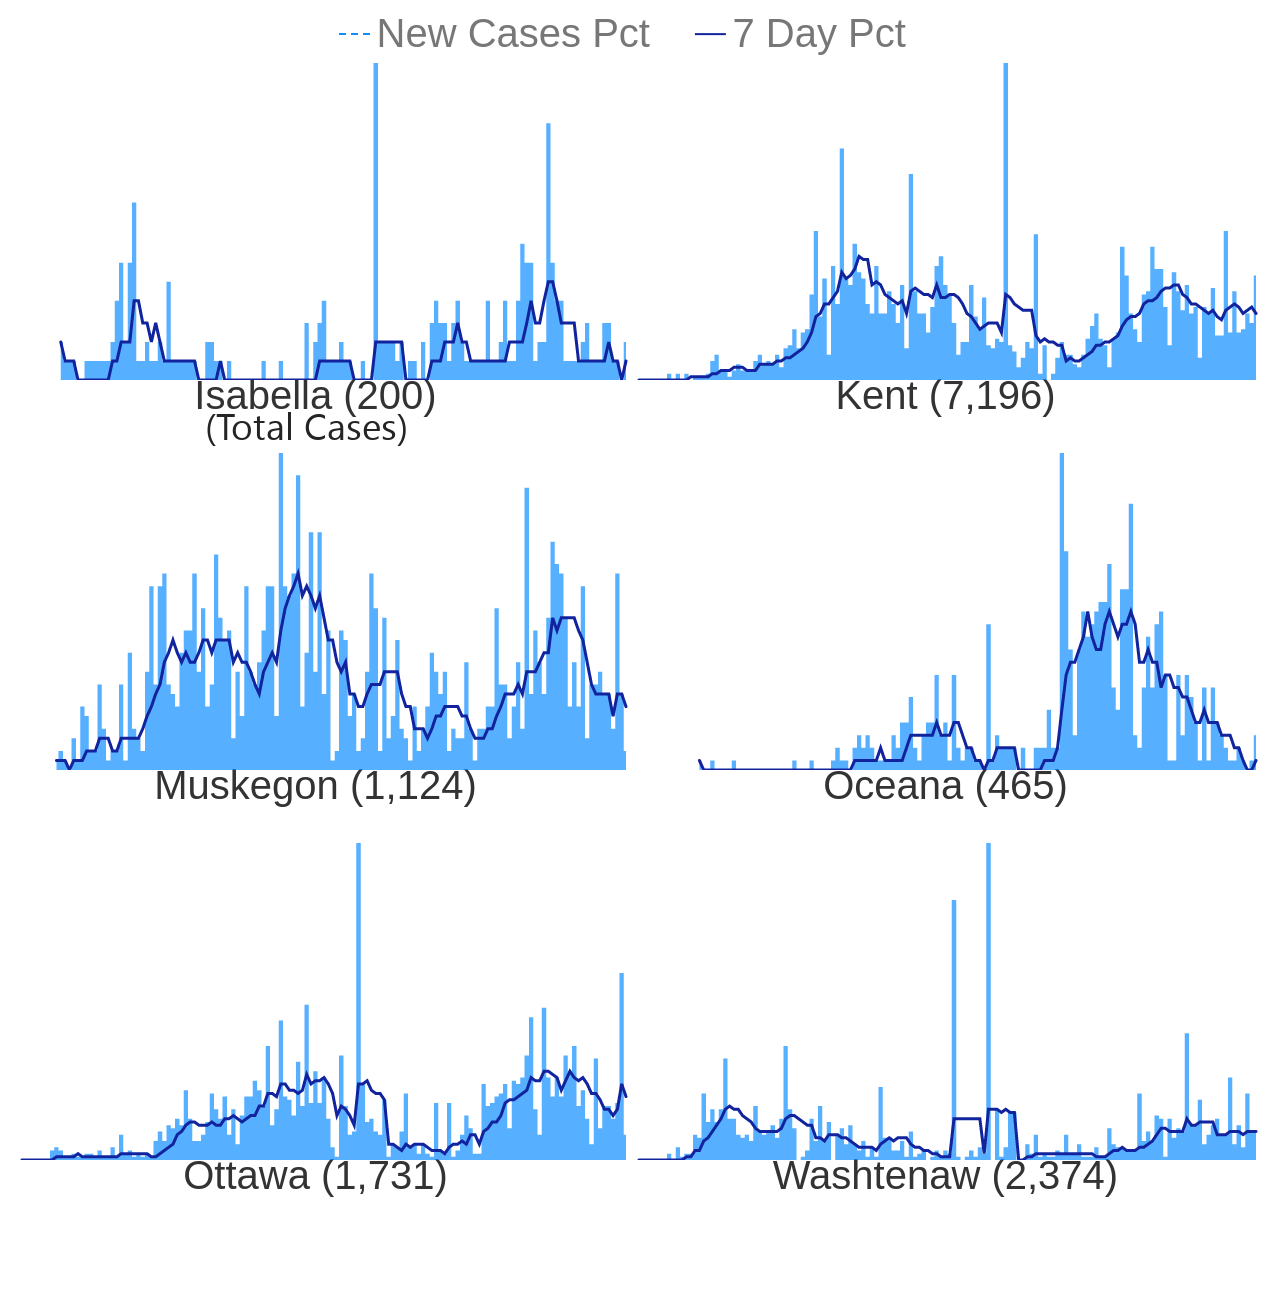 New Cases Pct 7 Day Pct
Isabella (200)
(Total Cases)
Kent (7,196)
Muskegon (1,124)
Oceana (465)
Ottawa (1,731)
Washtenaw (2,374)